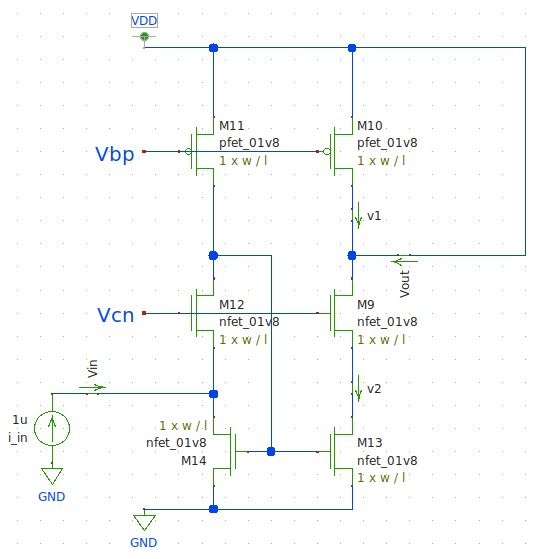 VDD
M11
pfet_01v8
1 x w / l
M10
pfet_01v8
1 x w / l
Vbp
v1
Vout
M12
nfet_01v8
1 x w / l
M9
nfet_01v8
1 x w / l
Vcn
Vin
v2
1u
i_in
GND
1 x w / l
nfet_01v8
M14
M13
nfet_01v8
1 x w / l
GND